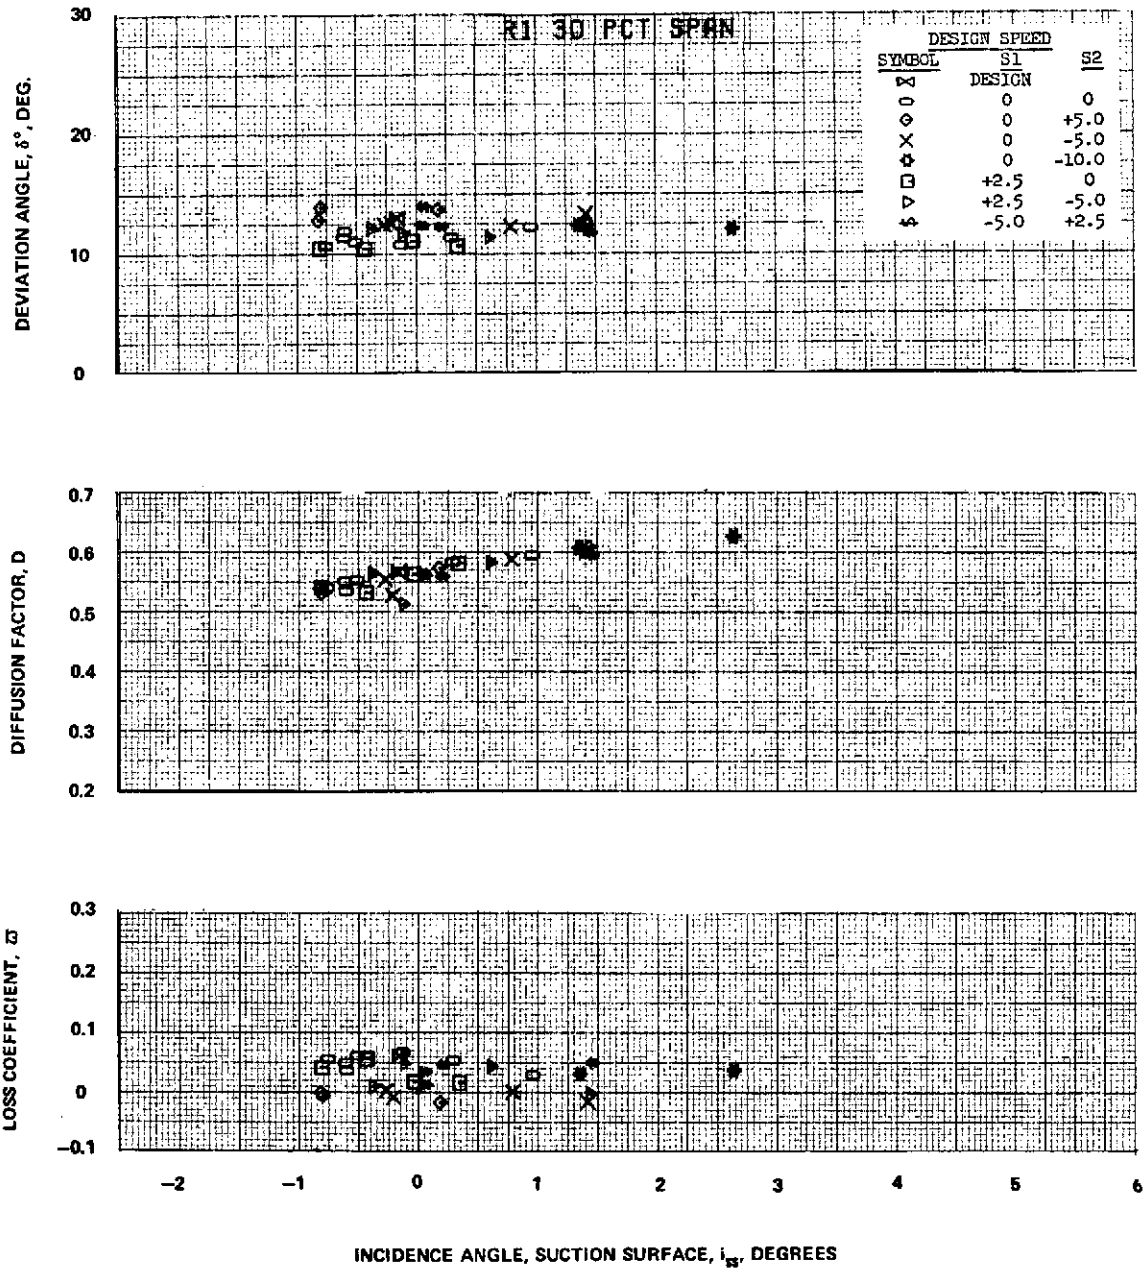 R1 30 PCT SPAN
DESIGN SPEED
SYMBOL S1 S2
DESIGN
0 0
0 +5.0
0 -5.0
0 -10.0
+2.5 0
+2.5 -5.0
-5.0 +2.5
DEVIATION ANGLE, δ°, DEG.
30
20
10
0
DIFFUSION FACTOR, D
0.7
0.6
0.5
0.4
0.3
0.2
LOSS COEFFICIENT, ϖ
0.3
0.2
0.1
0
−0.1
−2 −1 0 1 2 3 4 5 6
INCIDENCE ANGLE, SUCTION SURFACE, iss, DEGREES